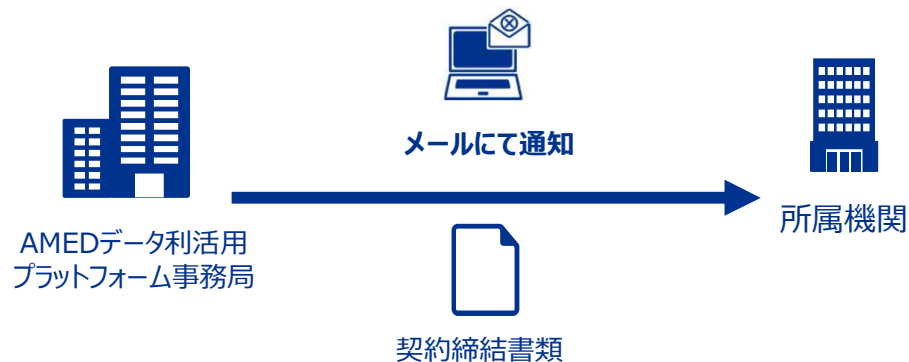 メールにて通知
AMEDデータ利活用
プラットフォーム事務局
所属機関
契約締結書類